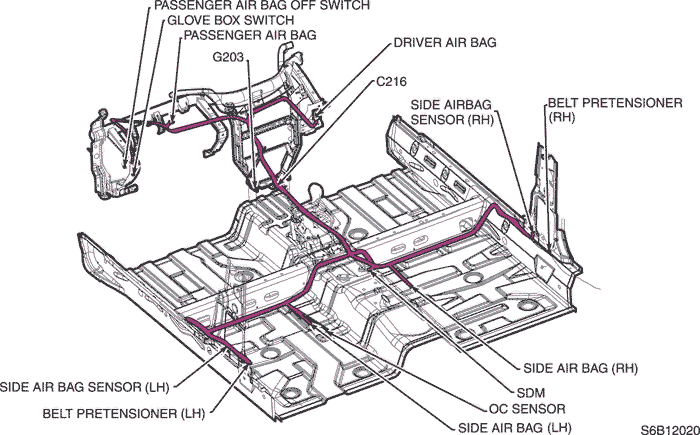 PASSENGER AIR BAG OFF SWITCH
GLOVE BOX SWITCH
PASSENGER AIR BAG
G203
DRIVER AIR BAG
C216
SIDE AIRBAG
SENSOR (RH)
BELT PRETENSIONER
(RH)
SIDE AIR BAG (RH)
SDM
OC SENSOR
SIDE AIR BAG (LH)
SIDE AIR BAG SENSOR (LH)
BELT PRETENSIONER (LH)
S6B12020